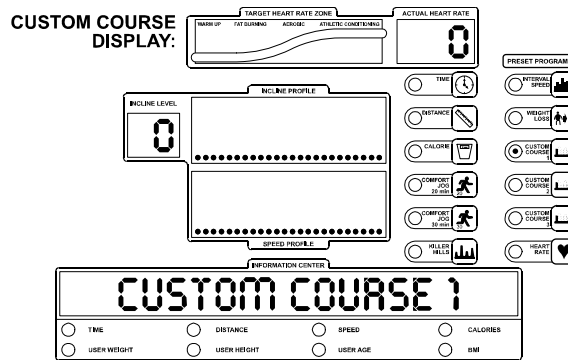 CUSTOM COURSE
DISPLAY:
TARGET HEART RATE ZONE
WARM UP FAT BURNING AEROBIC ATHLETIC CONDITIONING
ACTUAL HEART RATE
0
PRESET PROGRAM
INCLINE LEVEL
0
INCLINE PROFILE
SPEED PROFILE
TIME
DISTANCE
CALORIE
COMFORT
JOG
20 min
COMFORT
JOG
30 min
KILLER
HILLS
INTERVAL
SPEED
WEIGHT
LOSS
CUSTOM
COURSE
1
CUSTOM
COURSE
2
CUSTOM
COURSE
HEART
RATE
INFORMATION CENTER
CUSTOM COURSE 1
TIME DISTANCE SPEED CALORIES
USER WEIGHT USER HEIGHT USER AGE BMI